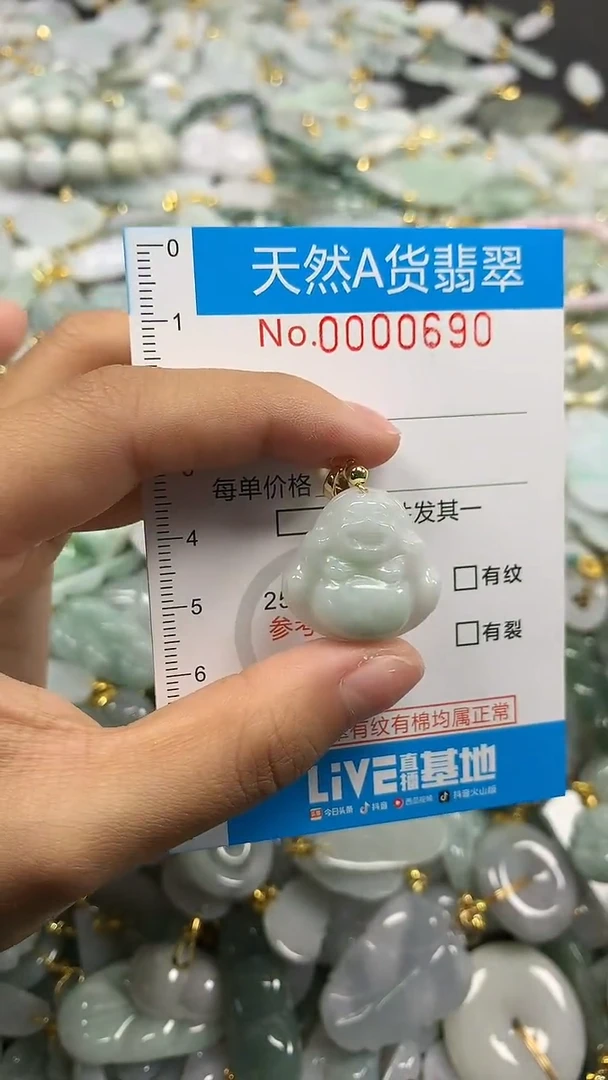 天然A货翡翠
No.0000690
0
1
每单价格
发其一
4
有纹
5
25
有裂
参考
6
有纹有棉均属正常
LIVE直播基地
今日头条 抖音 西瓜视频 抖音火山版